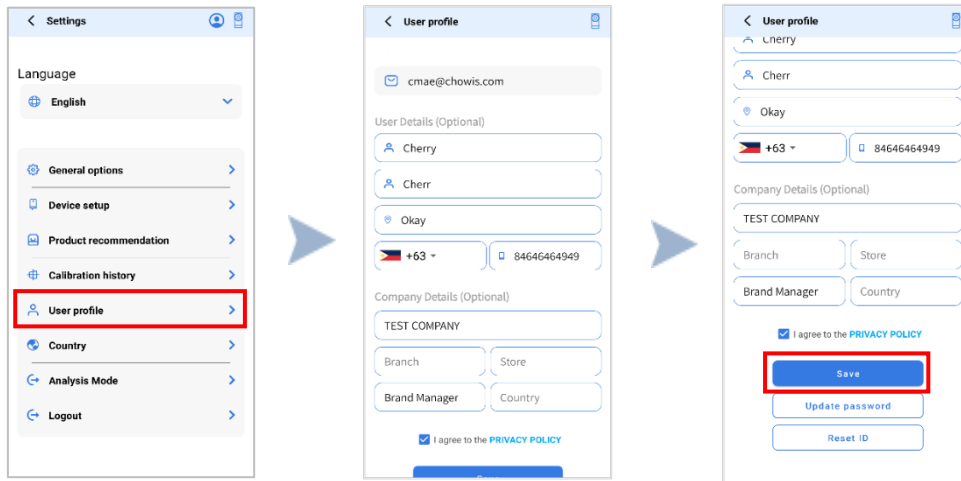 Settings
Language
English
General options
Device setup
Product recommendation
Calibration history
User profile
Country
Analysis Mode
Logout
User profile
cmae@chowis.com
User Details (Optional)
Cherry
Cherr
Okay
+63 84646464949
Company Details (Optional)
TEST COMPANY
Branch Store
Brand Manager Country
I agree to the PRIVACY POLICY
Save
User profile
Cherry
Cherr
Okay
+63 84646464949
Company Details (Optional)
TEST COMPANY
Branch Store
Brand Manager Country
I agree to the PRIVACY POLICY
Save
Update password
Reset ID